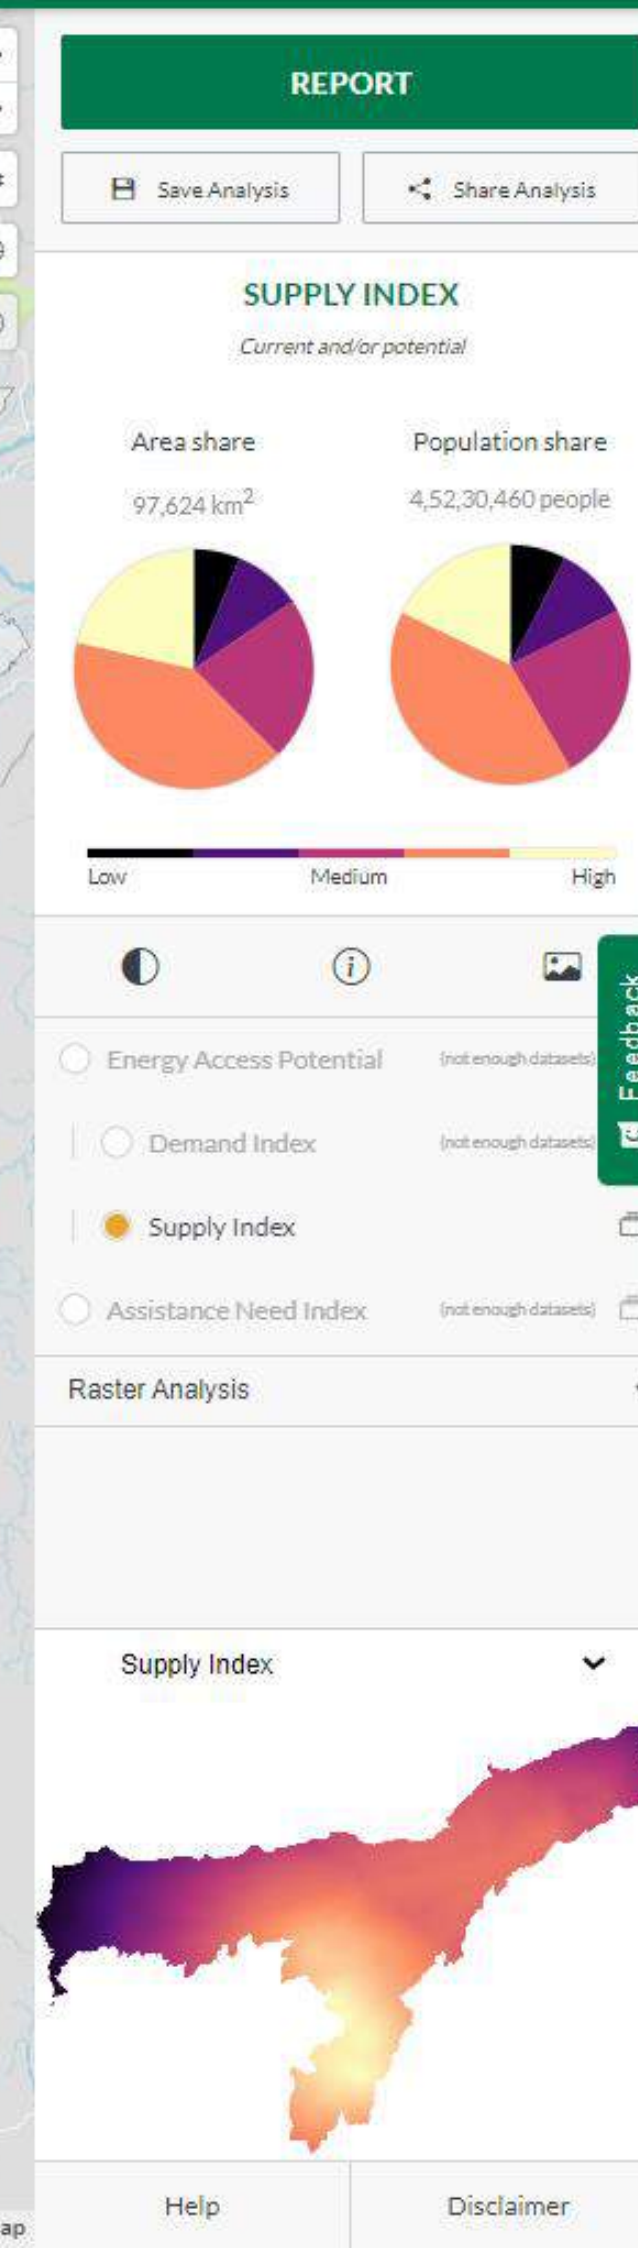 REPORT
Save Analysis
Share Analysis
SUPPLY INDEX
Current and/or potential
Area share
Population share
97,624 km2
4,52,30,460 people
Low
Medium
High
Feedback
Energy Access Potential
(not enough datasets)
Demand Index
(not enough datasets)
Supply Index
Assistance Need Index
(not enough datasets)
Raster Analysis
Supply Index
Help
Disclaimer
ap